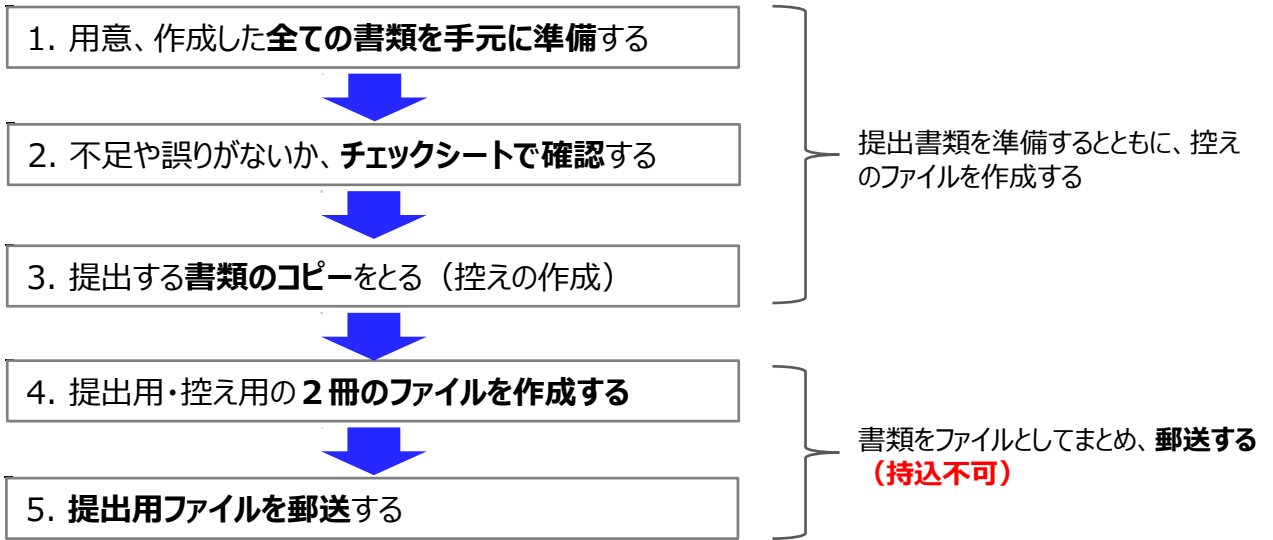 1. 用意、作成した全ての書類を手元に準備する
2. 不足や誤りがないか、チェックシートで確認する
3. 提出する書類のコピーをとる（控えの作成）
提出書類を準備するとともに、控え
のファイルを作成する
4. 提出用・控え用の２冊のファイルを作成する
5. 提出用ファイルを郵送する
書類をファイルとしてまとめ、郵送する
（持込不可）